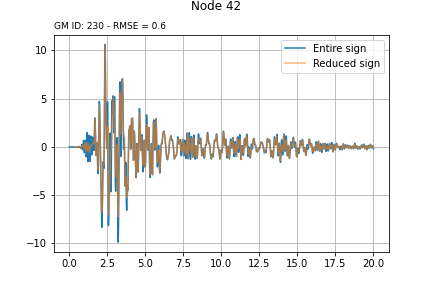 Node 42
GM ID: 230 - RMSE = 0.6
Entire sign
Reduced sign
10
5
0
−5
−10
0.0 2.5 5.0 7.5 10.0 12.5 15.0 17.5 20.0